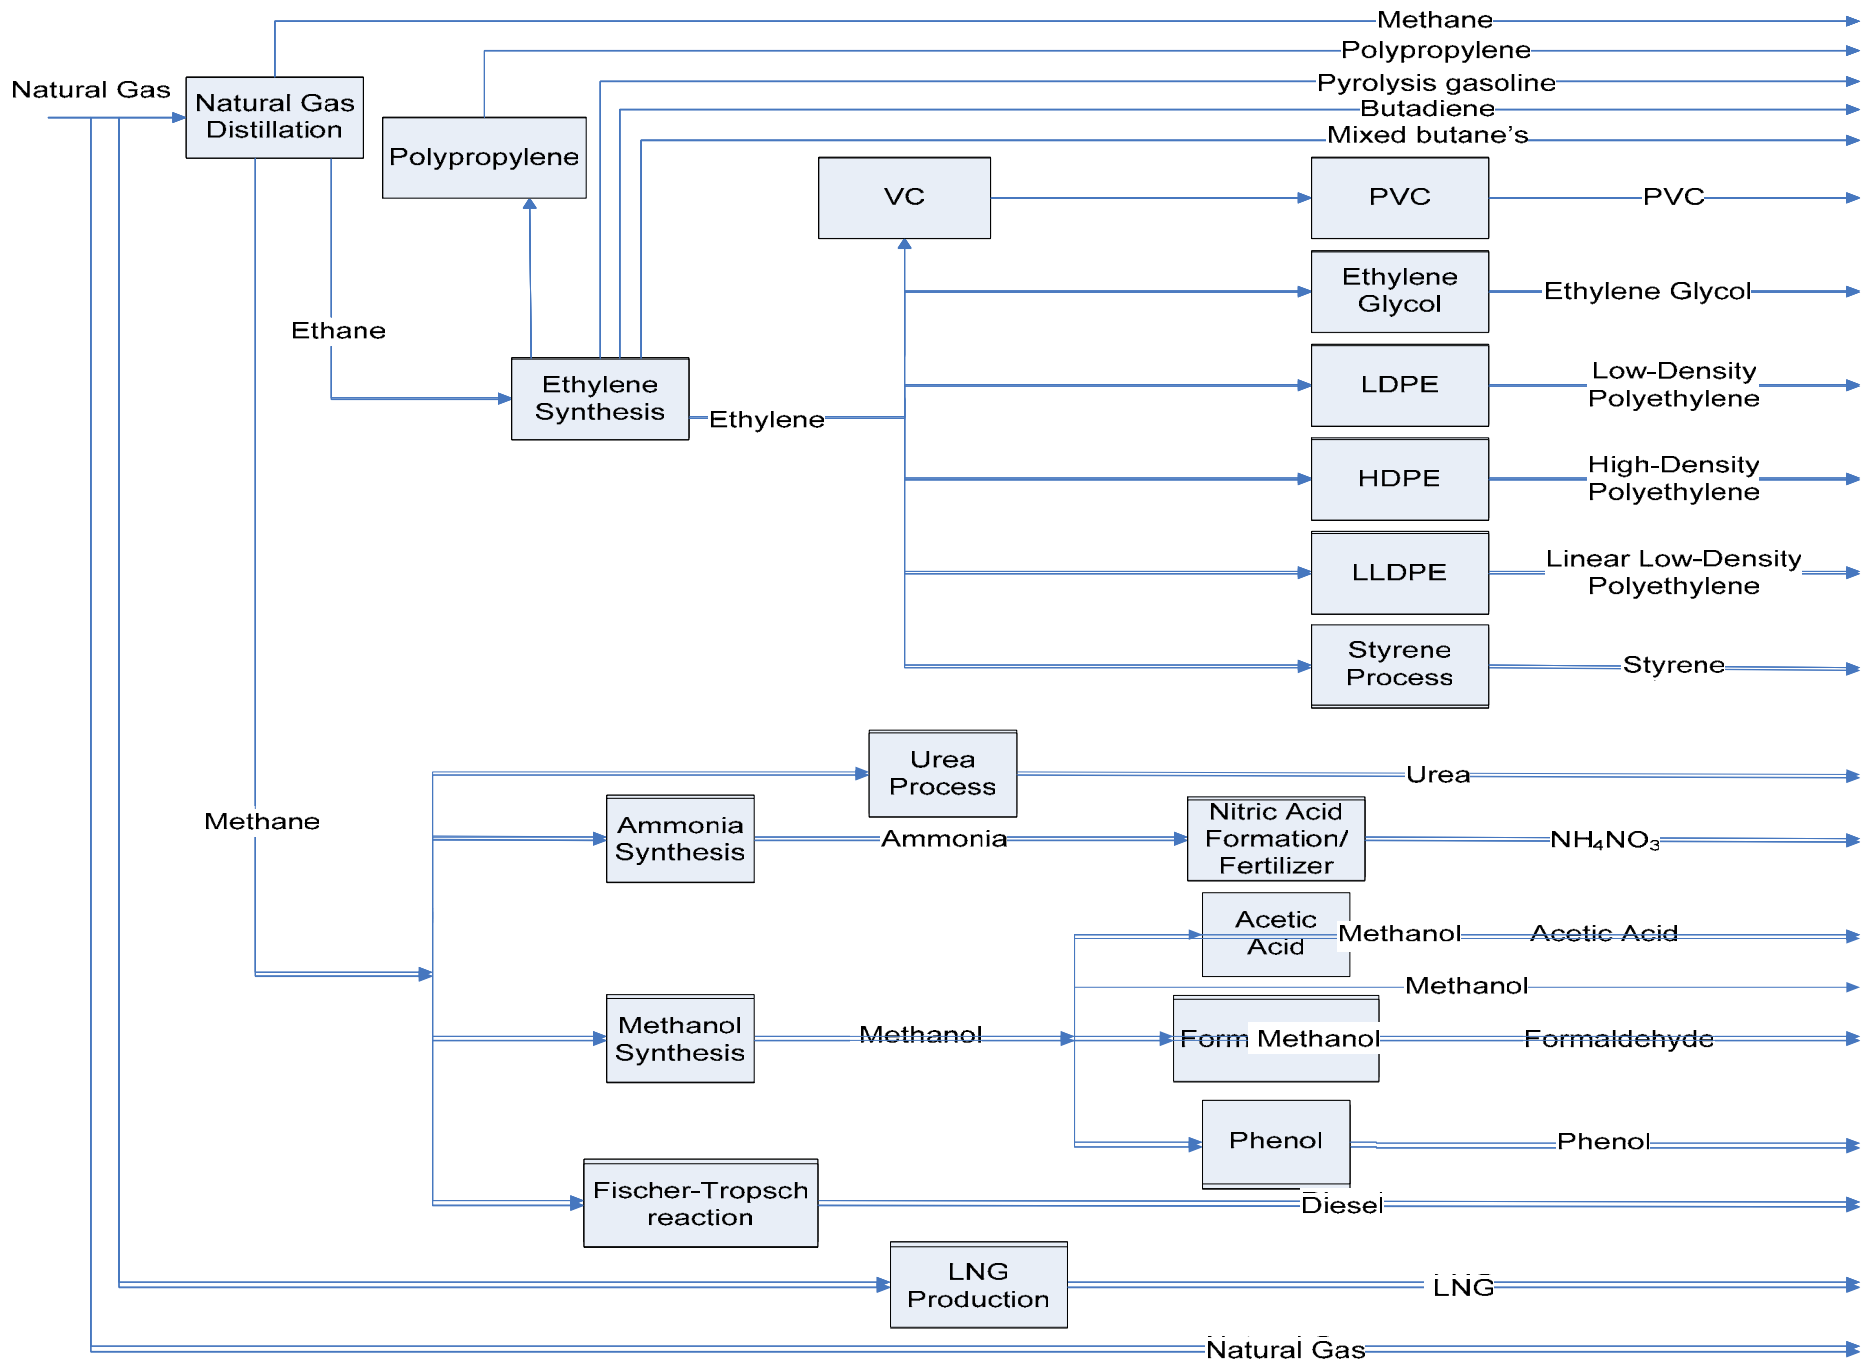 Methane
Polypropylene
Pyrolysis gasoline
Butadiene
Mixed butane's
Natural Gas
Natural Gas
Distillation
Polypropylene
VC
PVC
PVC
Ethylene
Glycol
Ethylene Glycol
Ethane
Ethylene
Synthesis
Ethylene
LDPE
Low-Density
Polyethylene
HDPE
High-Density
Polyethylene
LLDPE
Linear Low-Density
Polyethylene
Styrene
Process
Styrene
Urea
Process
Urea
Methane
Ammonia
Synthesis
Ammonia
Nitric Acid
Formation/
Fertilizer
NH₄NO₃
Acetic
Acid
Methanol
Acetic Acid
Methanol
Methanol
Synthesis
Methanol
Form
Methanol
Formaldehyde
Phenol
Phenol
Fischer-Tropsch
reaction
Diesel
LNG
Production
LNG
Natural Gas